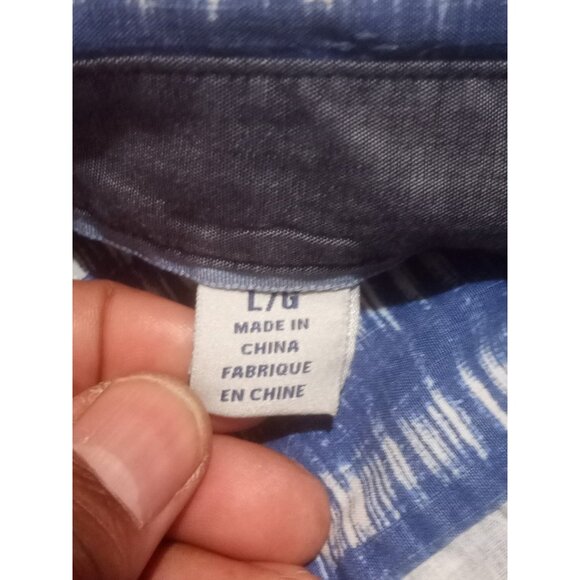 L/G
MADE IN
CHINA
FABRIQUE
EN CHINE